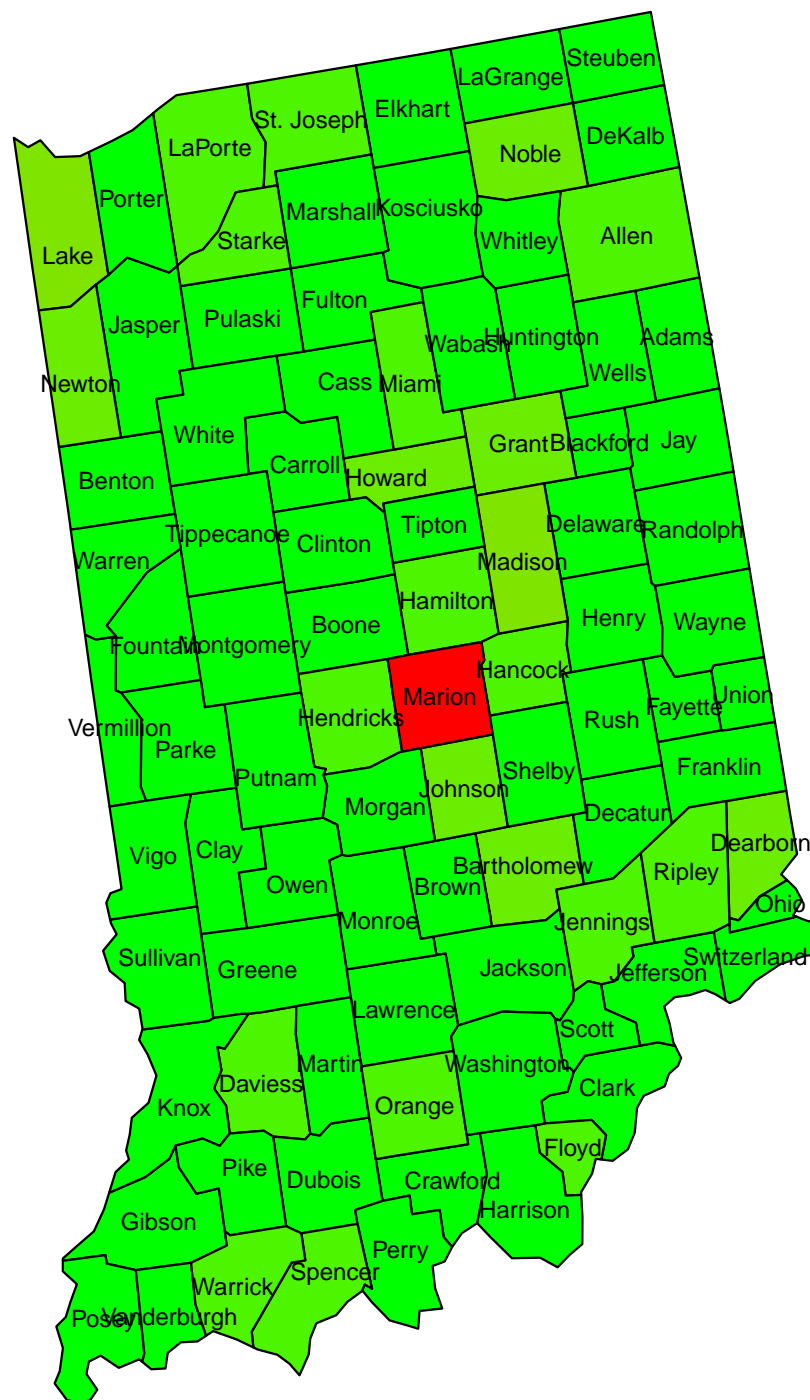 Steuben
LaGrange
Elkhart
St. Joseph
LaPorte
DeKalb
Noble
Porter
Kosciusko
Marshall
Starke
Whitley
Allen
Lake
Fulton
Pulaski
Jasper
Wabash
Huntington
Adams
Wells
Newton
Miami
Cass
White
Grant
Blackford
Jay
Carroll
Howard
Benton
Tipton
Delaware
Randolph
Tippecanoe
Clinton
Warren
Madison
Hamilton
Henry
Wayne
Boone
Fountain
Montgomery
Hancock
Marion
Hendricks
Union
Fayette
Rush
Vermillion
Parke
Putnam
Shelby
Franklin
Johnson
Morgan
Decatur
Dearborn
Vigo
Clay
Bartholomew
Ripley
Owen
Brown
Ohio
Monroe
Jennings
Sullivan
Greene
Jackson
Jefferson
Switzerland
Lawrence
Scott
Martin
Washington
Daviess
Clark
Knox
Orange
Floyd
Pike
Dubois
Crawford
Harrison
Gibson
Perry
Spencer
Warrick
Posey
Vanderburgh